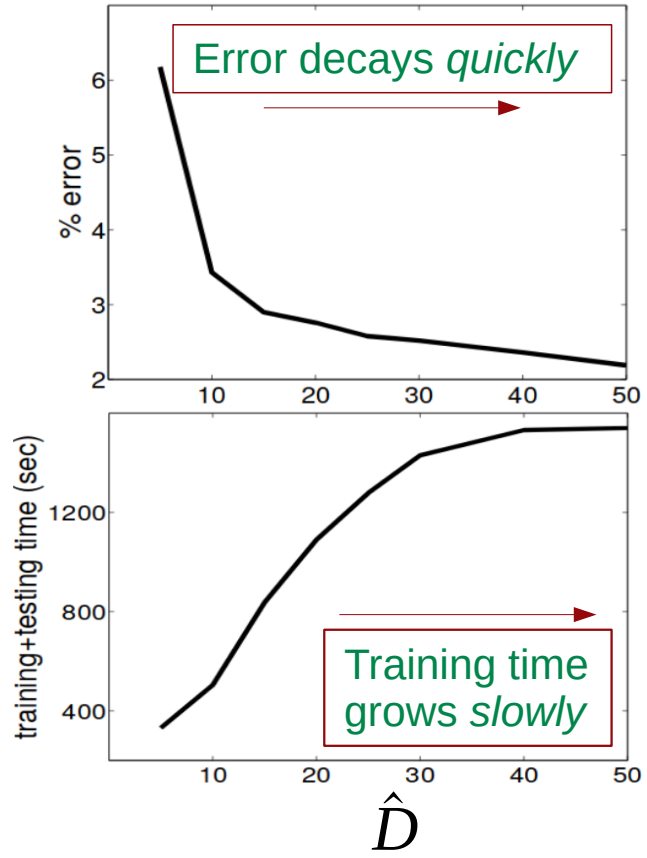 Error decays quickly
6
5
4
3
2
% error
10 20 30 40 50
1200
800
400
training+testing time (sec)
Training time
grows slowly
10 20 30 40 50
D̂